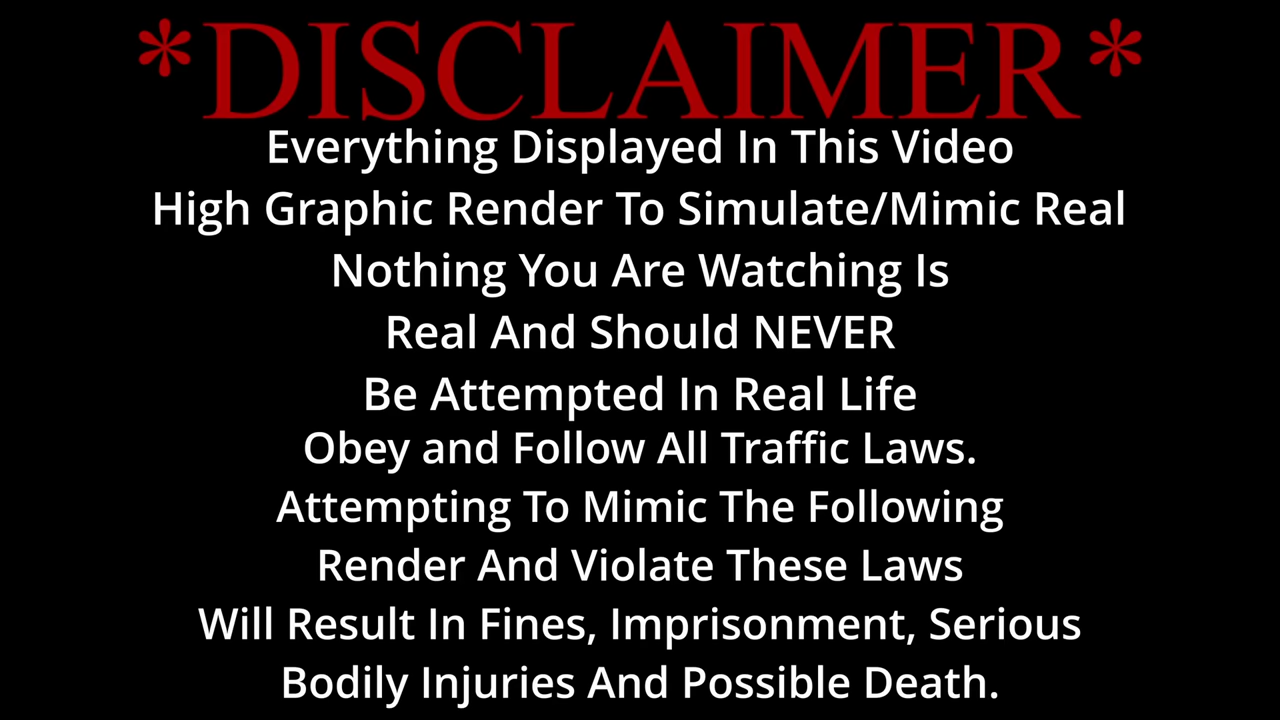 *DISCLAIMER*
Everything Displayed In This Video
High Graphic Render To Simulate/Mimic Real
Nothing You Are Watching Is
Real And Should NEVER
Be Attempted In Real Life
Obey and Follow All Traffic Laws.
Attempting To Mimic The Following
Render And Violate These Laws
Will Result In Fines, Imprisonment, Serious
Bodily Injuries And Possible Death.